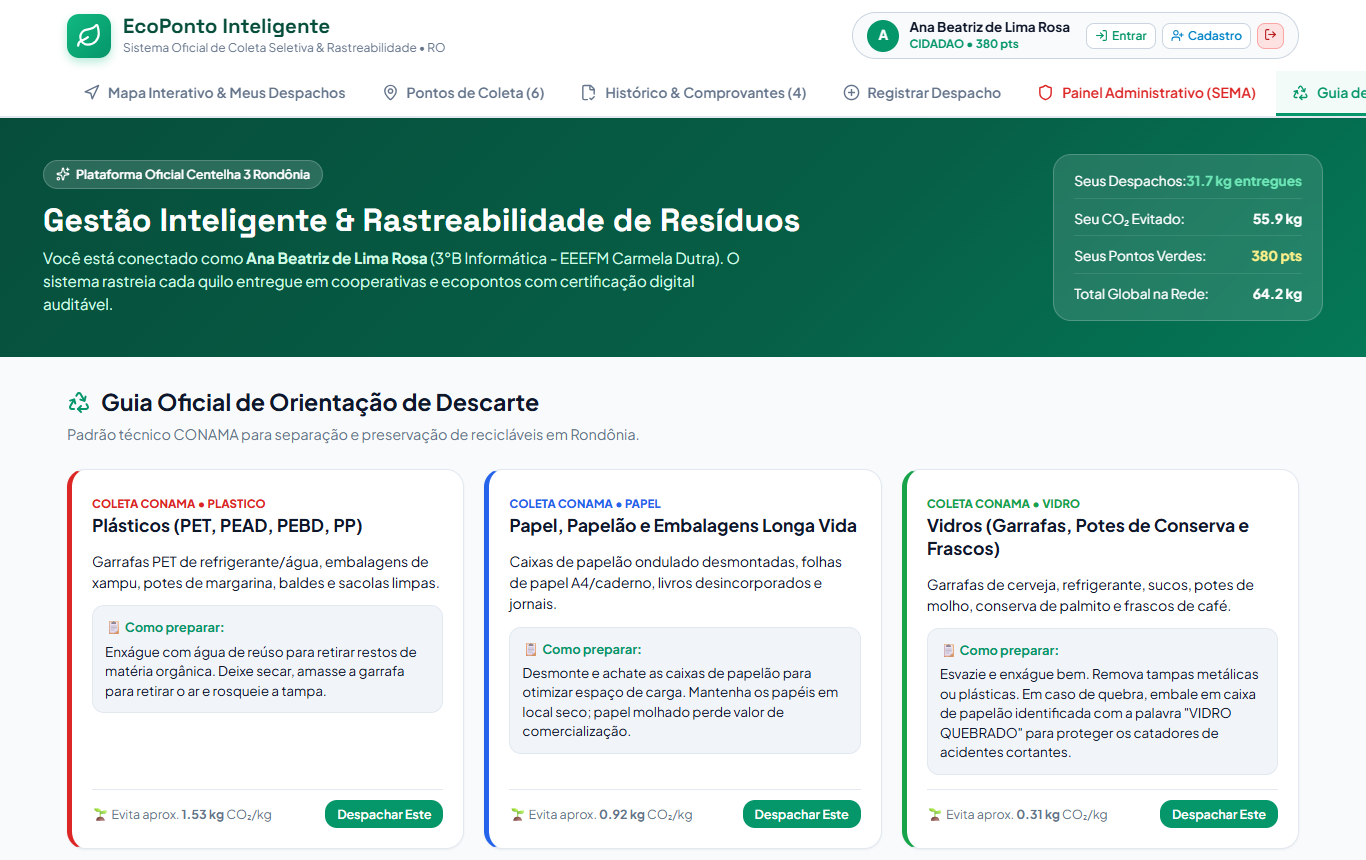 EcoPonto Inteligente
Sistema Oficial de Coleta Seletiva & Rastreabilidade • RO
A
Ana Beatriz de Lima Rosa
CIDADAO • 380 pts
Entrar
Cadastro
Mapa Interativo & Meus Despachos
Pontos de Coleta (6)
Histórico & Comprovantes (4)
Registrar Despacho
Painel Administrativo (SEMA)
Guia de
Plataforma Oficial Centelha 3 Rondônia
Gestão Inteligente & Rastreabilidade de Resíduos
Você está conectado como Ana Beatriz de Lima Rosa (3°B Informática - EEEFM Carmela Dutra). O
sistema rastreia cada quilo entregue em cooperativas e ecopontos com certificação digital
auditável.
Seus Despachos:31.7 kg entregues
Seu CO₂ Evitado: 55.9 kg
Seus Pontos Verdes: 380 pts
Total Global na Rede: 64.2 kg
Guia Oficial de Orientação de Descarte
Padrão técnico CONAMA para separação e preservação de recicláveis em Rondônia.
COLETA CONAMA • PLASTICO
Plásticos (PET, PEAD, PEBD, PP)
Garrafas PET de refrigerante/água, embalagens de
xampu, potes de margarina, baldes e sacolas limpas.
Como preparar:
Enxágue com água de reúso para retirar restos de
matéria orgânica. Deixe secar, amasse a garrafa
para retirar o ar e rosqueie a tampa.
Evita aprox. 1.53 kg CO₂/kg
Despachar Este
COLETA CONAMA • PAPEL
Papel, Papelão e Embalagens Longa Vida
Caixas de papelão ondulado desmontadas, folhas
de papel A4/caderno, livros desincorporados e
jornais.
Como preparar:
Desmonte e achate as caixas de papelão para
otimizar espaço de carga. Mantenha os papéis em
local seco; papel molhado perde valor de
comercialização.
Evita aprox. 0.92 kg CO₂/kg
Despachar Este
COLETA CONAMA • VIDRO
Vidros (Garrafas, Potes de Conserva e
Frascos)
Garrafas de cerveja, refrigerante, sucos, potes de
molho, conserva de palmito e frascos de café.
Como preparar:
Esvazie e enxágue bem. Remova tampas metálicas
ou plásticas. Em caso de quebra, embale em caixa
de papelão identificada com a palavra "VIDRO
QUEBRADO" para proteger os catadores de
acidentes cortantes.
Evita aprox. 0.31 kg CO₂/kg
Despachar Este